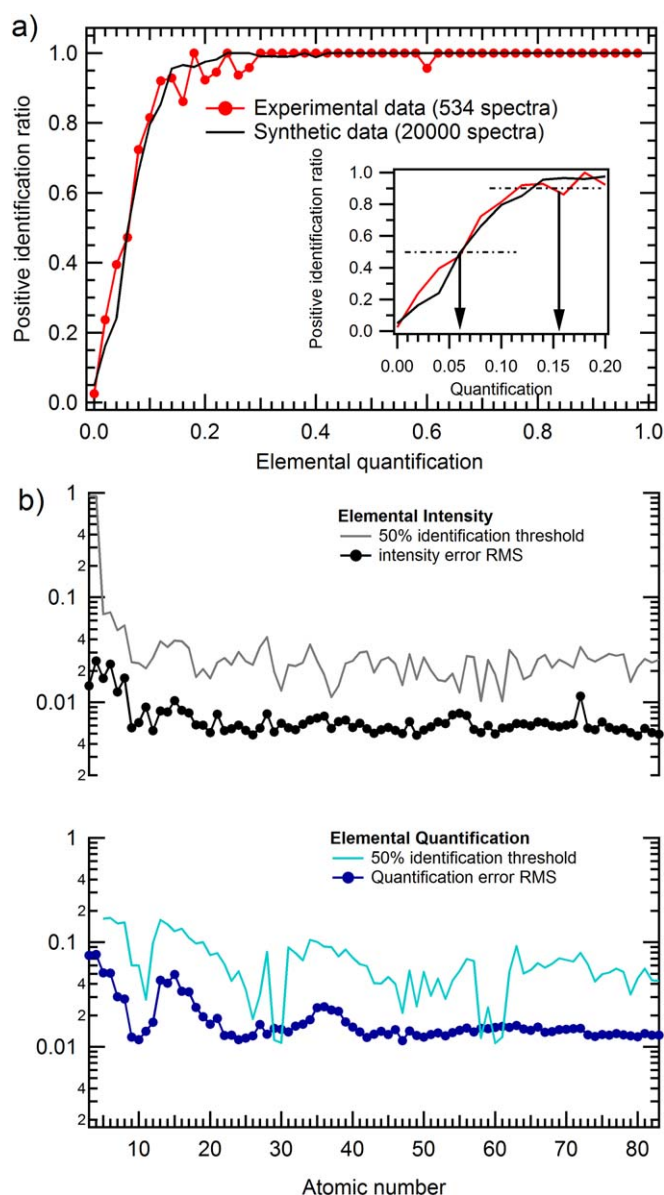 a)
1.0
0.8
0.6
0.4
0.2
0.0
Positive identification ratio
Experimental data (534 spectra)
Synthetic data (20000 spectra)
1.0
0.8
0.6
0.4
0.2
0.0
Positive identification ratio
0.00 0.05 0.10 0.15 0.20
Quantification
0.0 0.2 0.4 0.6 0.8 1.0
Elemental quantification
b)
Elemental Intensity
50% identification threshold
intensity error RMS
1
4
2
0.1
4
2
0.01
4
2
Elemental Quantification
50% identification threshold
Quantification error RMS
1
4
2
0.1
4
2
0.01
4
2
10 20 30 40 50 60 70 80
Atomic number